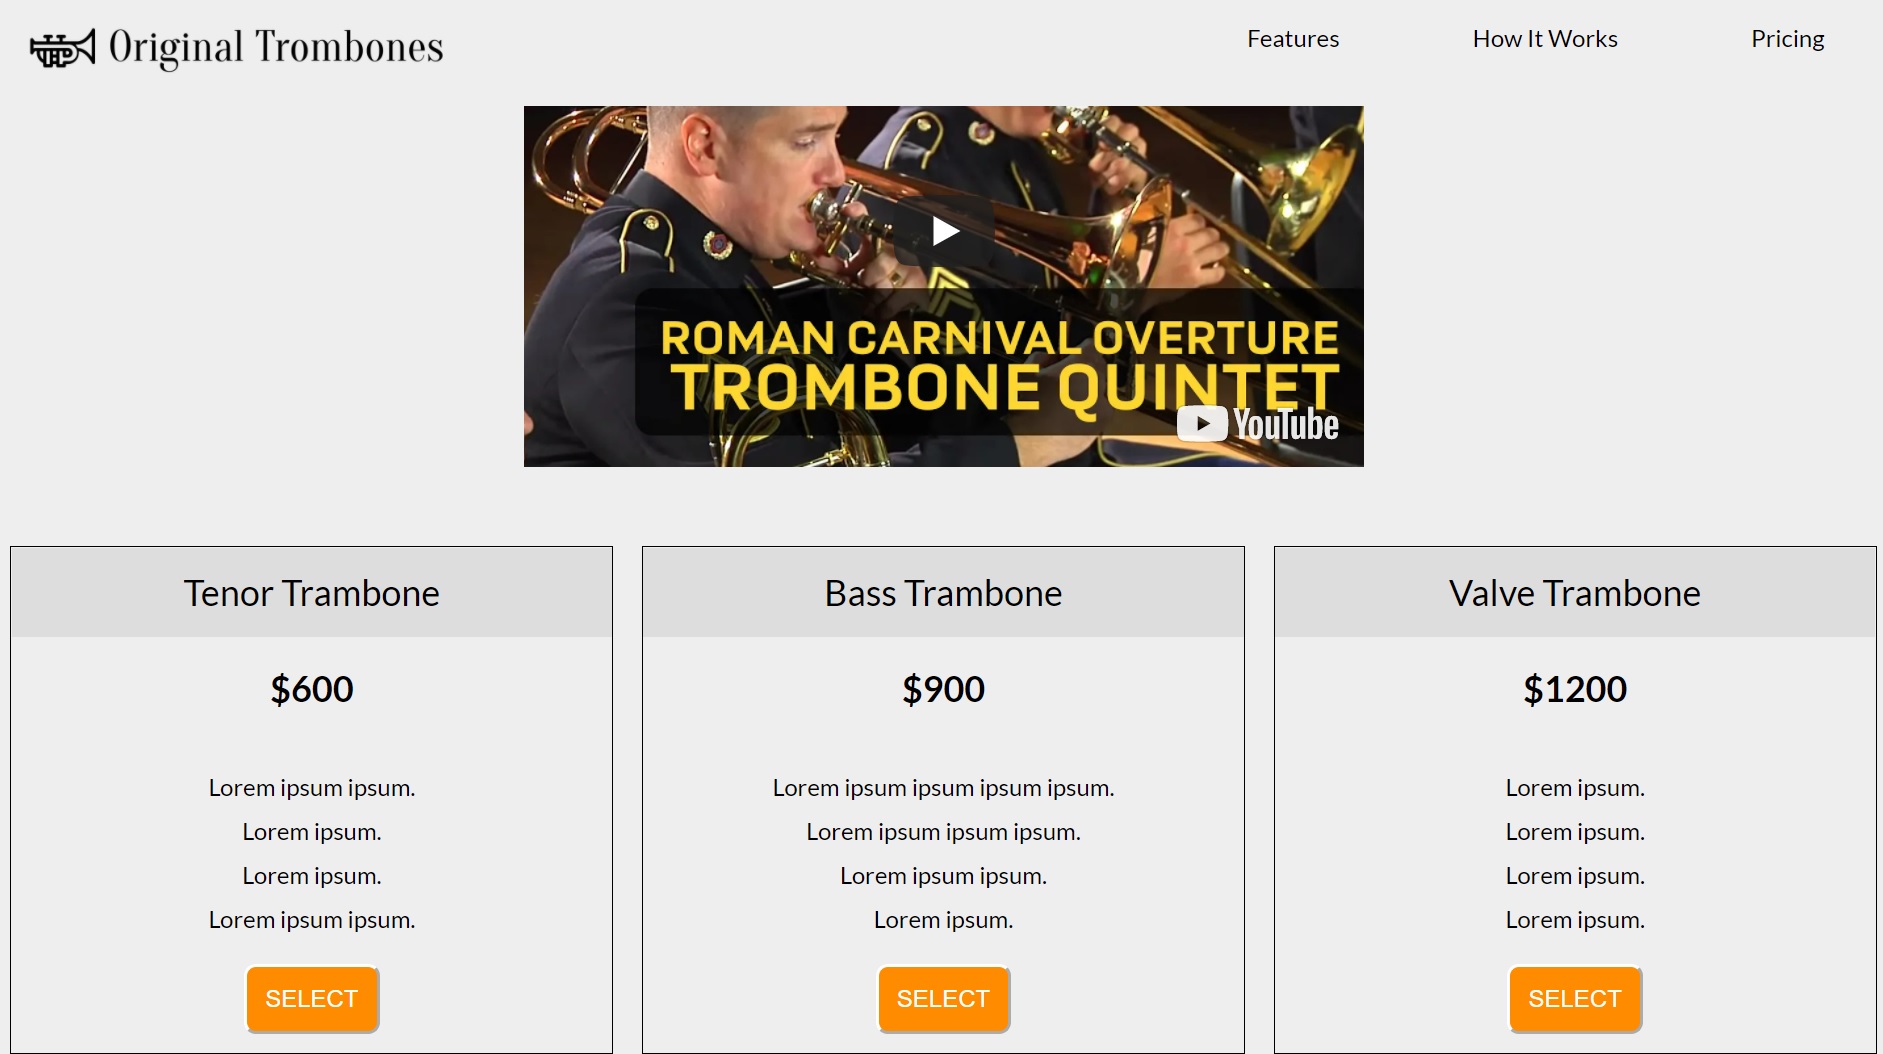 Original Trombones
Features
How It Works
Pricing
ROMAN CARNIVAL OVERTURE
TROMBONE QUINTET
YouTube
Tenor Trambone
$600
Lorem ipsum ipsum.
Lorem ipsum.
Lorem ipsum.
Lorem ipsum ipsum.
SELECT
Bass Trambone
$900
Lorem ipsum ipsum ipsum ipsum.
Lorem ipsum ipsum ipsum.
Lorem ipsum ipsum.
Lorem ipsum.
SELECT
Valve Trambone
$1200
Lorem ipsum.
Lorem ipsum.
Lorem ipsum.
Lorem ipsum.
SELECT